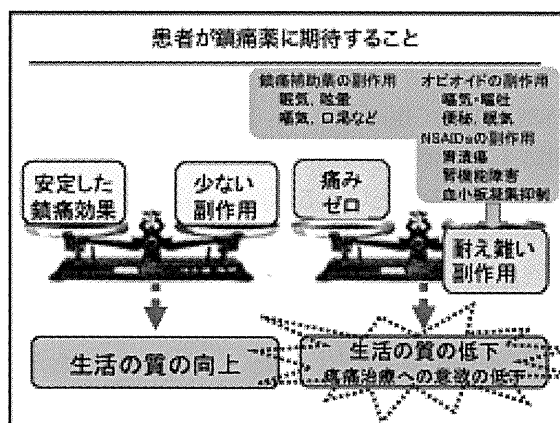 患者が鎮痛薬に期待すること
鎮痛補助薬の副作用
眠気、眩暈
嘔気、口渇など
オピオイドの副作用
嘔気・嘔吐
便秘、眠気
NSAIDsの副作用
胃潰瘍
腎機能障害
血小板凝集抑制
安定した
鎮痛効果
少ない
副作用
痛み
ゼロ
耐え難い
副作用
生活の質の向上
生活の質の低下
疼痛治療への意欲の低下